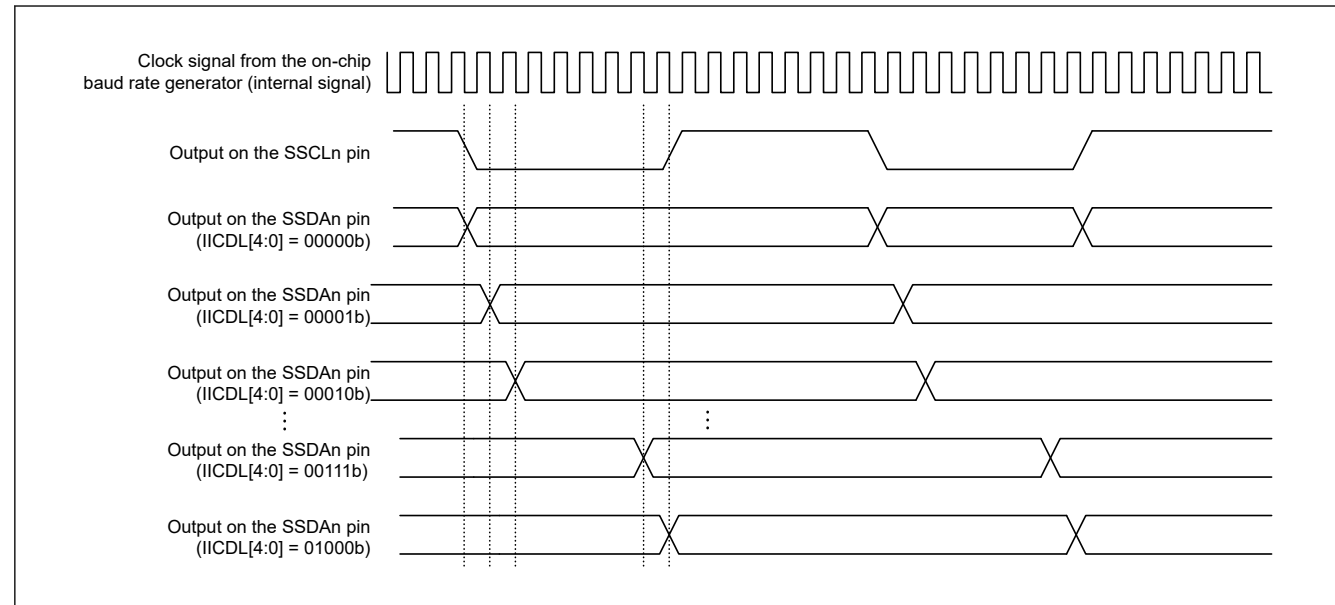 Clock signal from the on-chip
baud rate generator (internal signal)
Output on the SSCLn pin
Output on the SSDAn pin
(IICDL[4:0] = 00000b)
Output on the SSDAn pin
(IICDL[4:0] = 00001b)
Output on the SSDAn pin
(IICDL[4:0] = 00010b)
Output on the SSDAn pin
(IICDL[4:0] = 00111b)
Output on the SSDAn pin
(IICDL[4:0] = 01000b)